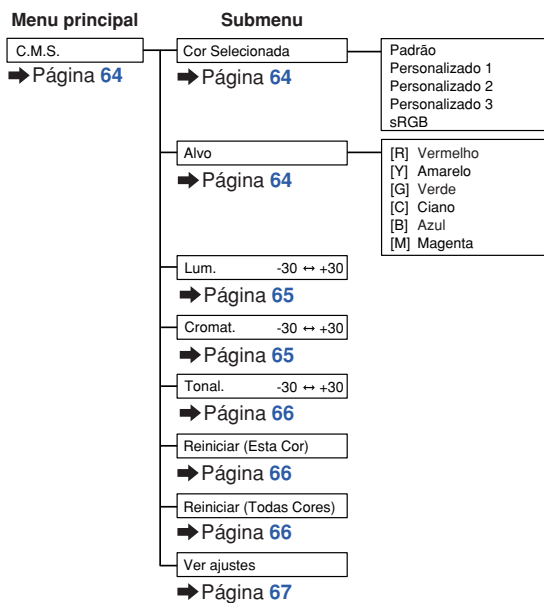 Menu principal
Submenu
C.M.S.
➡Página 64
Cor Selecionada
➡Página 64
Padrão
Personalizado 1
Personalizado 2
Personalizado 3
sRGB
Alvo
➡Página 64
[R] Vermelho
[Y] Amarelo
[G] Verde
[C] Ciano
[B] Azul
[M] Magenta
Lum. -30 ↔ +30
➡Página 65
Cromat. -30 ↔ +30
➡Página 65
Tonal. -30 ↔ +30
➡Página 66
Reiniciar (Esta Cor)
➡Página 66
Reiniciar (Todas Cores)
➡Página 66
Ver ajustes
➡Página 67